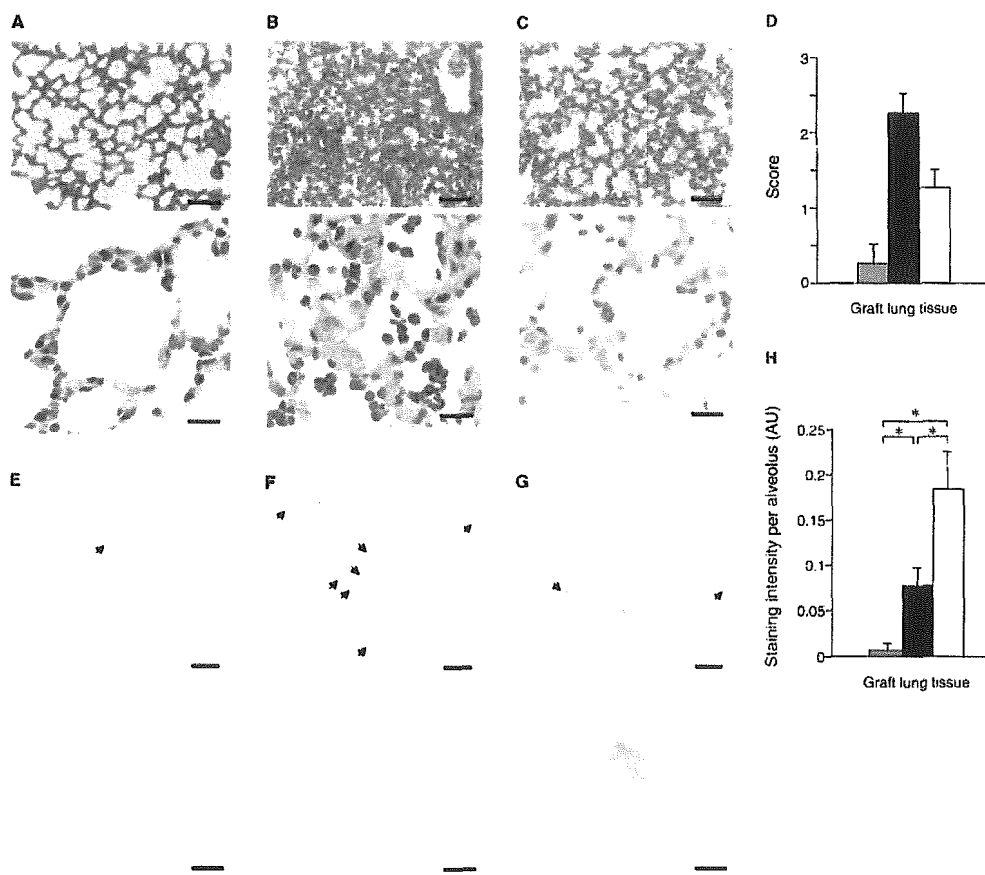 A
B
C
D
3
2
1
0
Score
Graft lung tissue
E
F
G
H
* * *
0.25
0.2
0.15
0.1
0.05
0
Staining intensity per alveolus (AU)
Graft lung tissue